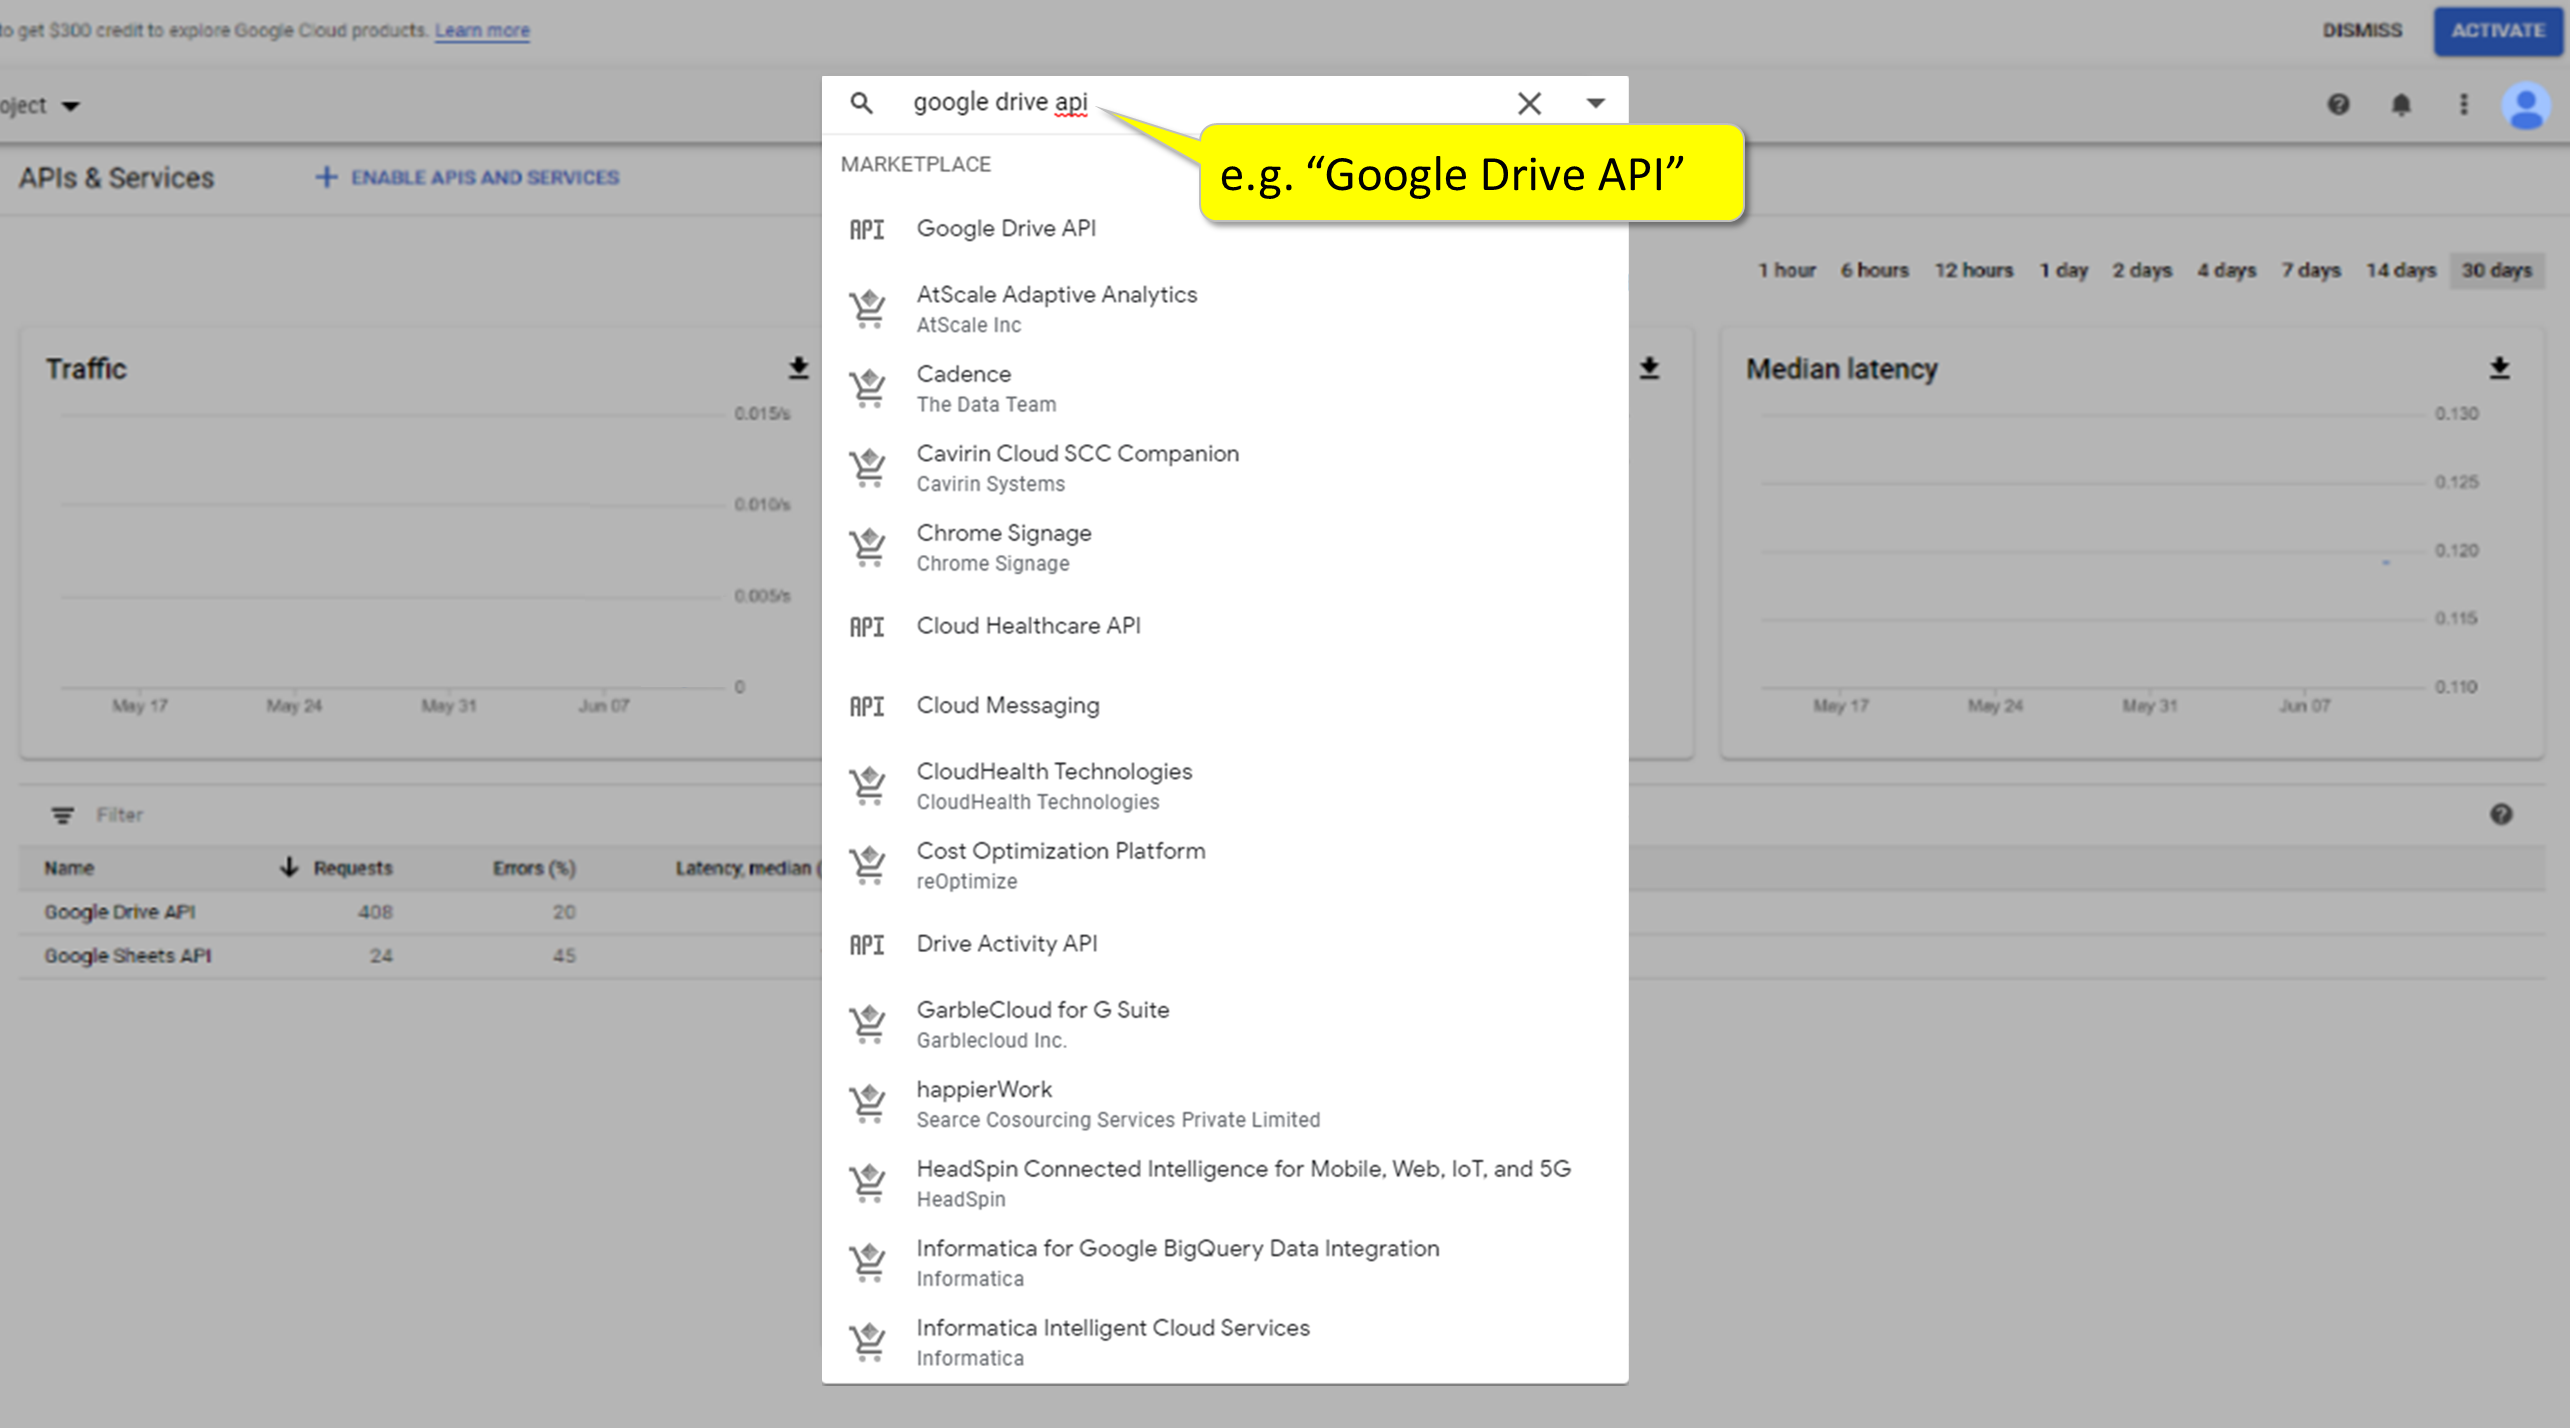 to get $300 credit to explore Google Cloud products. Learn more
DISMISS
ACTIVATE
oject
google drive api
e.g. “Google Drive API”
APIs & Services
ENABLE APIS AND SERVICES
MARKETPLACE
API Google Drive API
AtScale Adaptive Analytics
AtScale Inc
Cadence
The Data Team
Cavirin Cloud SCC Companion
Cavirin Systems
Chrome Signage
Chrome Signage
API Cloud Healthcare API
API Cloud Messaging
CloudHealth Technologies
CloudHealth Technologies
Cost Optimization Platform
reOptimize
API Drive Activity API
GarbleCloud for G Suite
Garblecloud Inc.
happierWork
Searce Cosourcing Services Private Limited
HeadSpin Connected Intelligence for Mobile, Web, IoT, and 5G
HeadSpin
Informatica for Google BigQuery Data Integration
Informatica
Informatica Intelligent Cloud Services
Informatica
1 hour 6 hours 12 hours 1 day 2 days 4 days 7 days 14 days 30 days
Traffic
0.015/s
0.010/s
0.005/s
0
May 17 May 24 May 31 Jun 07
Median latency
0.130
0.125
0.120
0.115
0.110
May 17 May 24 May 31 Jun 07
Filter
Name Requests Errors (%) Latency, median (
Google Drive API 408 20
Google Sheets API 24 45